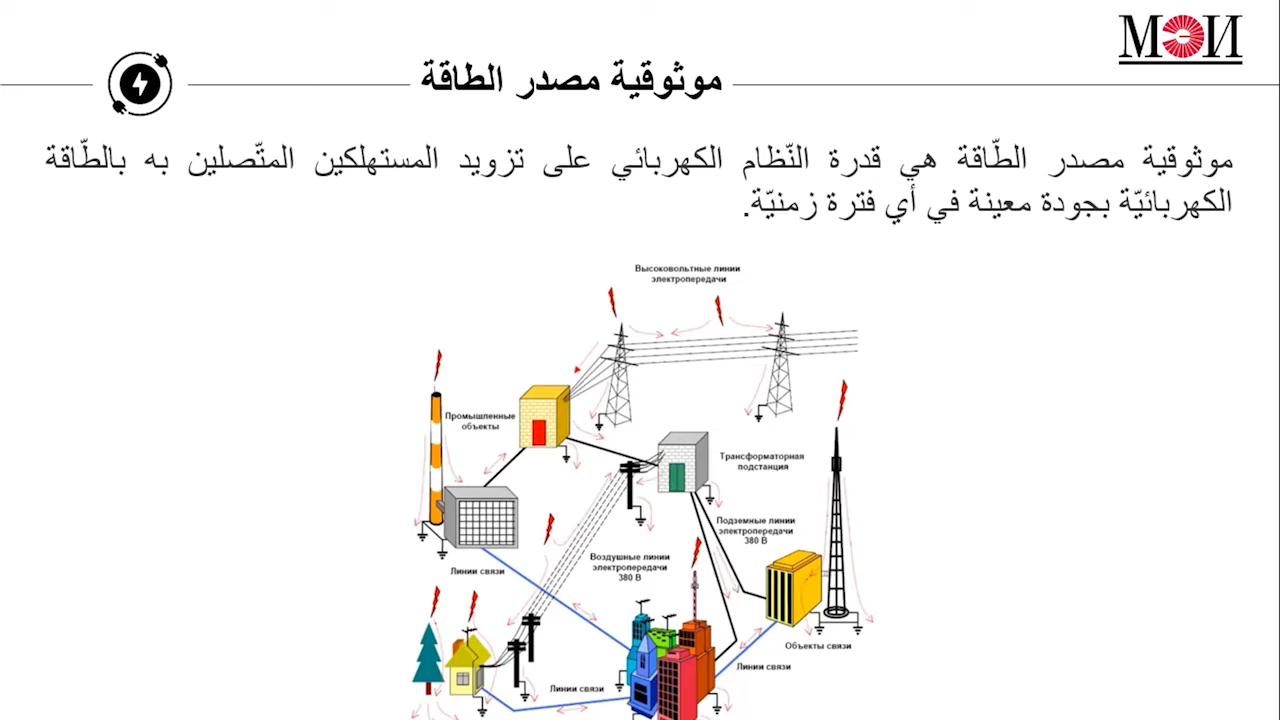 МЭИ
موثوقية مصدر الطاقة
موثوقية مصدر الطّاقة هي قدرة النّظام الكهربائي على تزويد المستهلكين المتّصلين به بالطّاقة
الكهربائيّة بجودة معينة في أي فترة زمنيّة.
Высоковольтные линии
электропередачи
Промышленные
объекты
Трансформаторная
подстанция
Подземные линии
электропередачи
380 В
Воздушные линии
электропередачи
380 В
Линии связи
Объекты связи
Линии связи
Линии связи